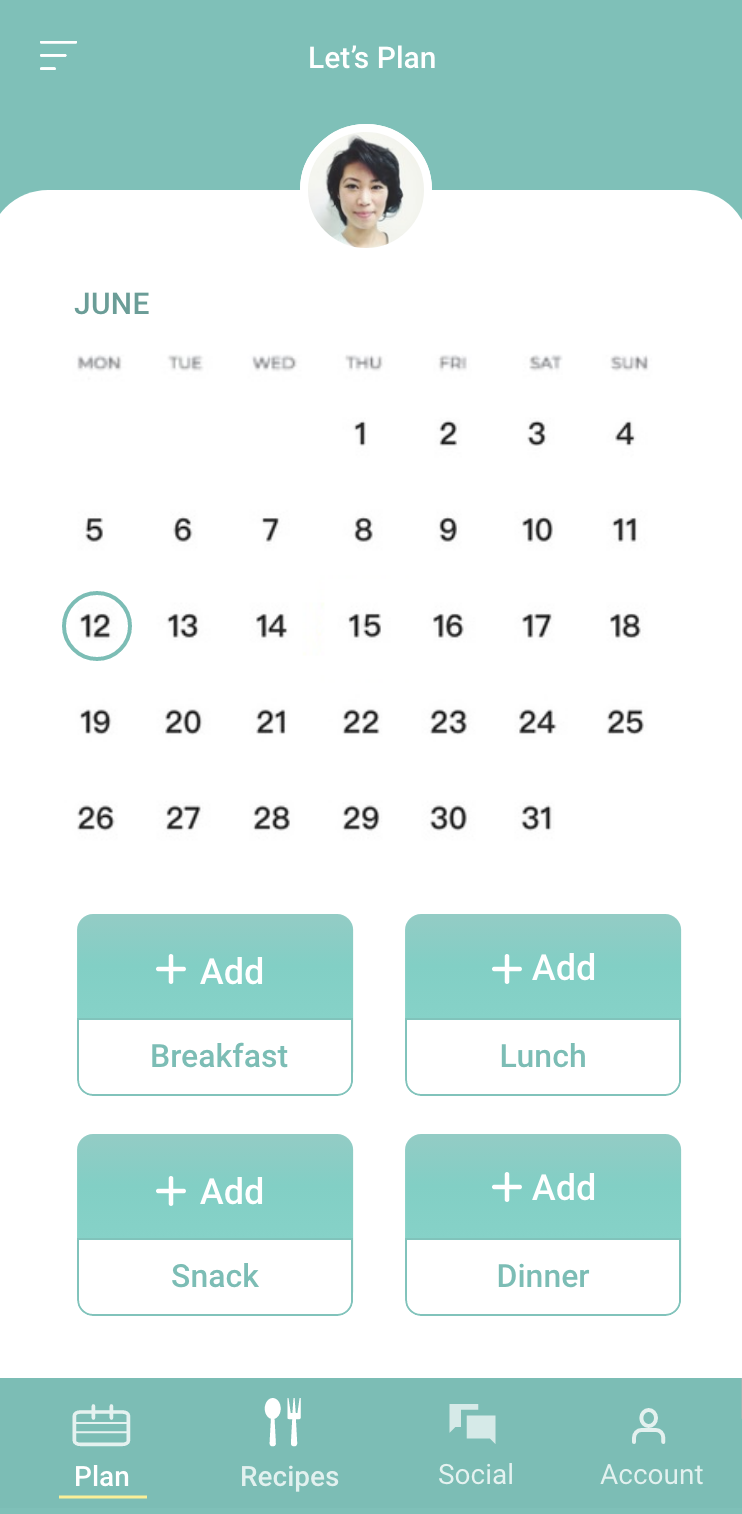 Let’s Plan
JUNE
MON TUE WED THU FRI SAT SUN
1 2 3 4
5 6 7 8 9 10 11
12 13 14 15 16 17 18
19 20 21 22 23 24 25
26 27 28 29 30 31
+ Add + Add
Breakfast Lunch
+ Add + Add
Snack Dinner
Plan Recipes Social Account